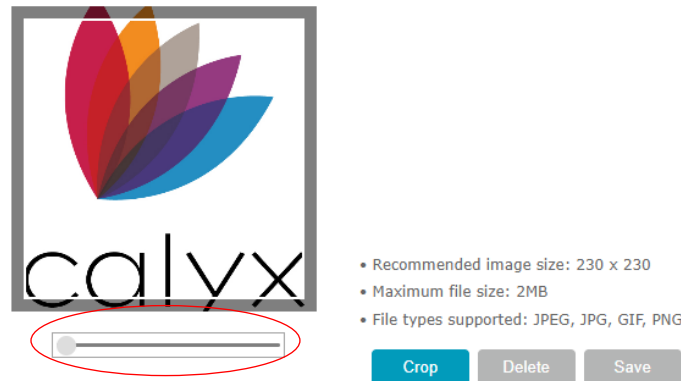 calyx
• Recommended image size: 230 x 230
• Maximum file size: 2MB
• File types supported: JPEG, JPG, GIF, PNG
Crop Delete Save